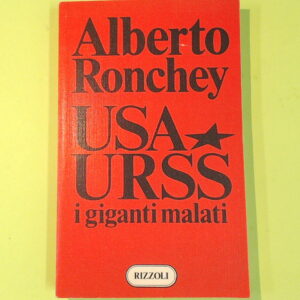 Alberto
Ronchey
USA★
URSS
i giganti malati
RIZZOLI